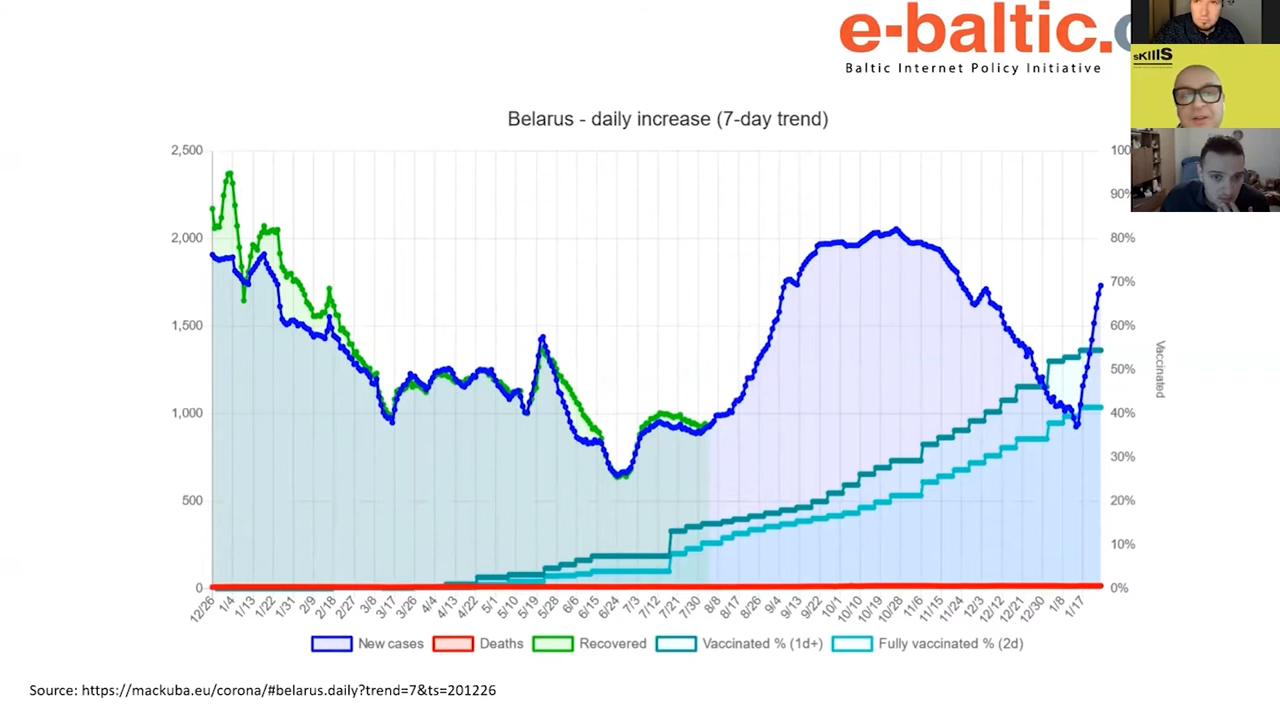 e-baltic.
Baltic Internet Policy Initiative
sKillS
Belarus - daily increase (7-day trend)
2,500
2,000
1,500
1,000
500
0
100
90%
80%
70%
60%
50%
40%
30%
20%
10%
0%
Vaccinated
12/26 1/4 1/13 1/22 1/31 2/9 2/18 2/27 3/8 3/17 3/26 4/4 4/13 4/22 5/1 5/10 5/19 5/28 6/6 6/15 6/24 7/3 7/12 7/21 7/30 8/8 8/17 8/26 9/4 9/13 9/22 10/1 10/10 10/19 10/28 11/6 11/15 11/24 12/3 12/12 12/21 12/30 1/8 1/17
New cases Deaths Recovered Vaccinated % (1d+) Fully vaccinated % (2d)
Source: https://mackuba.eu/corona/#belarus.daily?trend=7&ts=201226